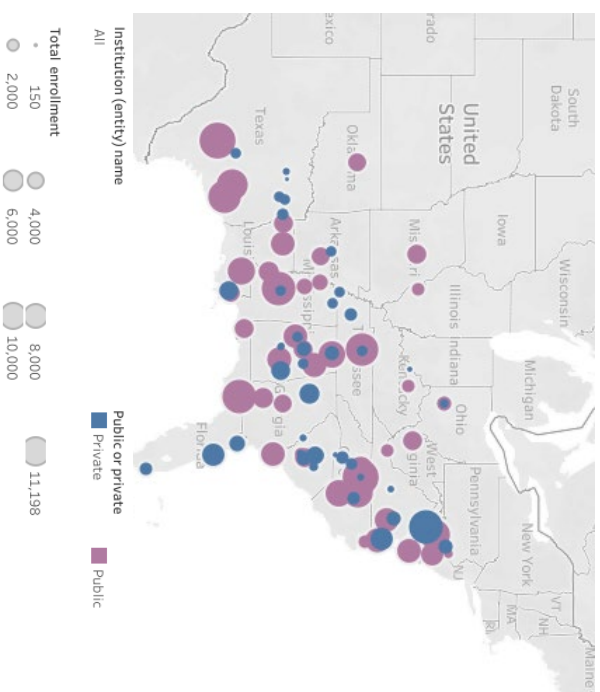 Institution (entity) name
All
Total enrollment
150
2,000
4,000
6,000
8,000
10,000
11,198
Public or private
Private
Public
United
States
South
Dakota
Iowa
Wisconsin
Michigan
Illinois
Indiana
Ohio
Pennsylvania
New York
VT
NH
MA
RI
NJ
Maine
West
Texas